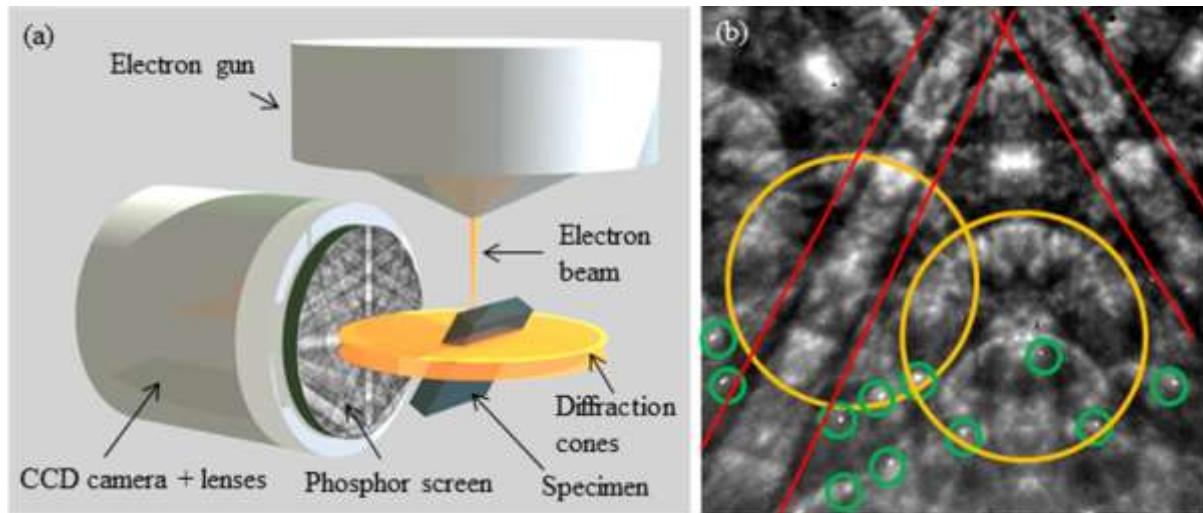 (a)
Electron gun
Electron
beam
Diffraction
cones
CCD camera + lenses
Phosphor screen
Specimen
(b)